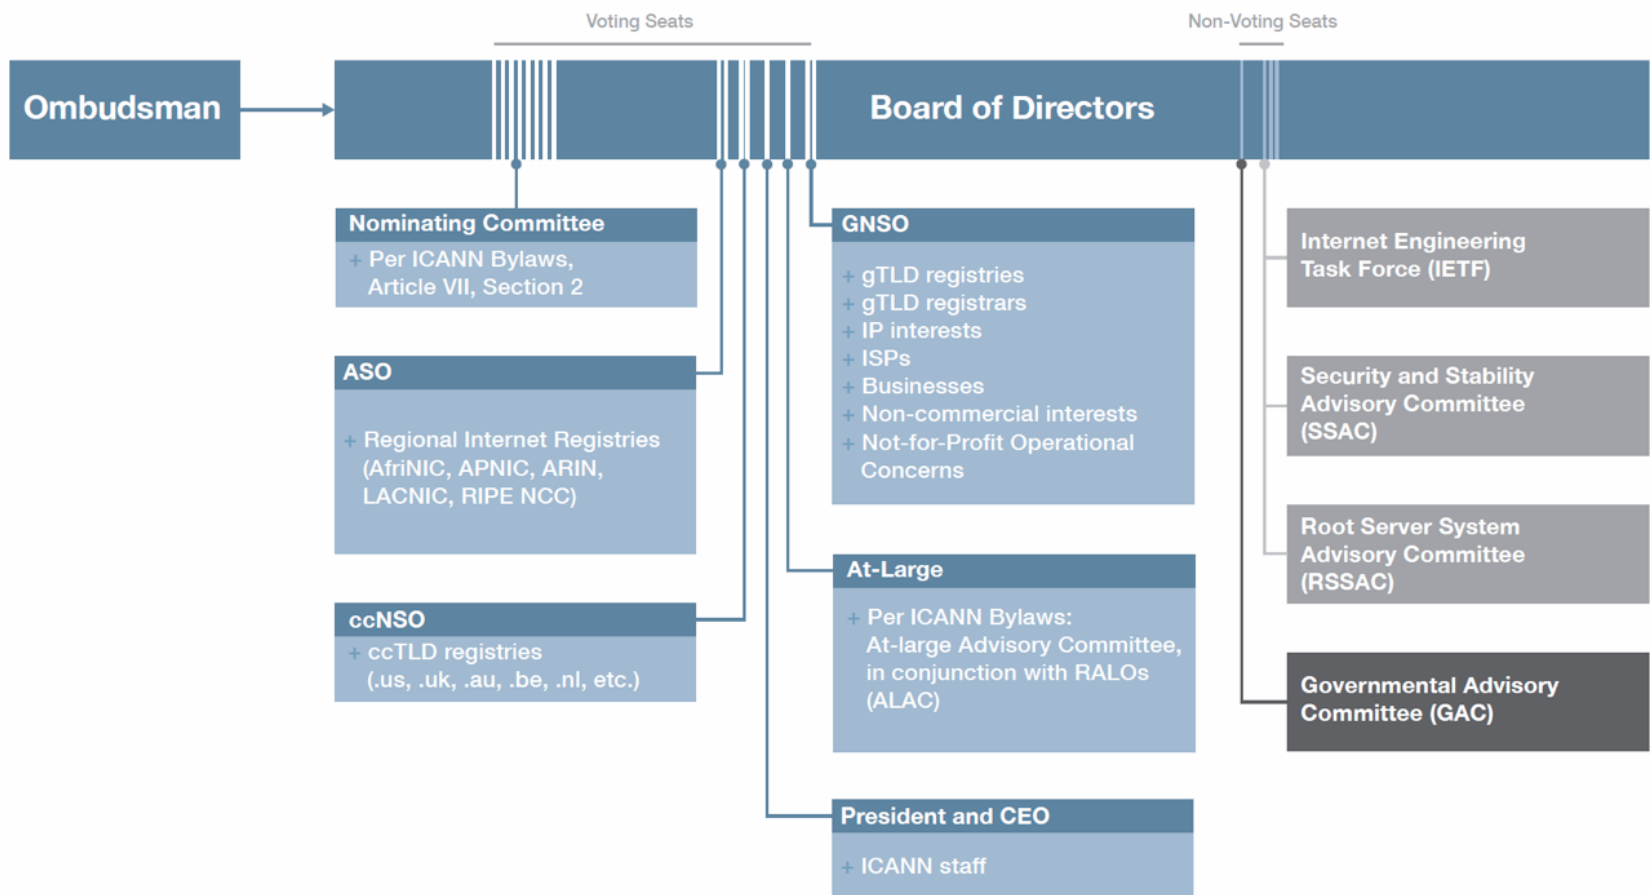 Voting Seats
Non-Voting Seats
Ombudsman
Board of Directors
Nominating Committee
+ Per ICANN Bylaws,
Article VII, Section 2
ASO
+ Regional Internet Registries
(AfriNIC, APNIC, ARIN,
LACNIC, RIPE NCC)
ccNSO
+ ccTLD registries
(.us, .uk, .au, .be, .nl, etc.)
GNSO
+ gTLD registries
+ gTLD registrars
+ IP interests
+ ISPs
+ Businesses
+ Non-commercial interests
+ Not-for-Profit Operational
Concerns
At-Large
+ Per ICANN Bylaws:
At-large Advisory Committee,
in conjunction with RALOs
(ALAC)
President and CEO
+ ICANN staff
Internet Engineering
Task Force (IETF)
Security and Stability
Advisory Committee
(SSAC)
Root Server System
Advisory Committee
(RSSAC)
Governmental Advisory
Committee (GAC)